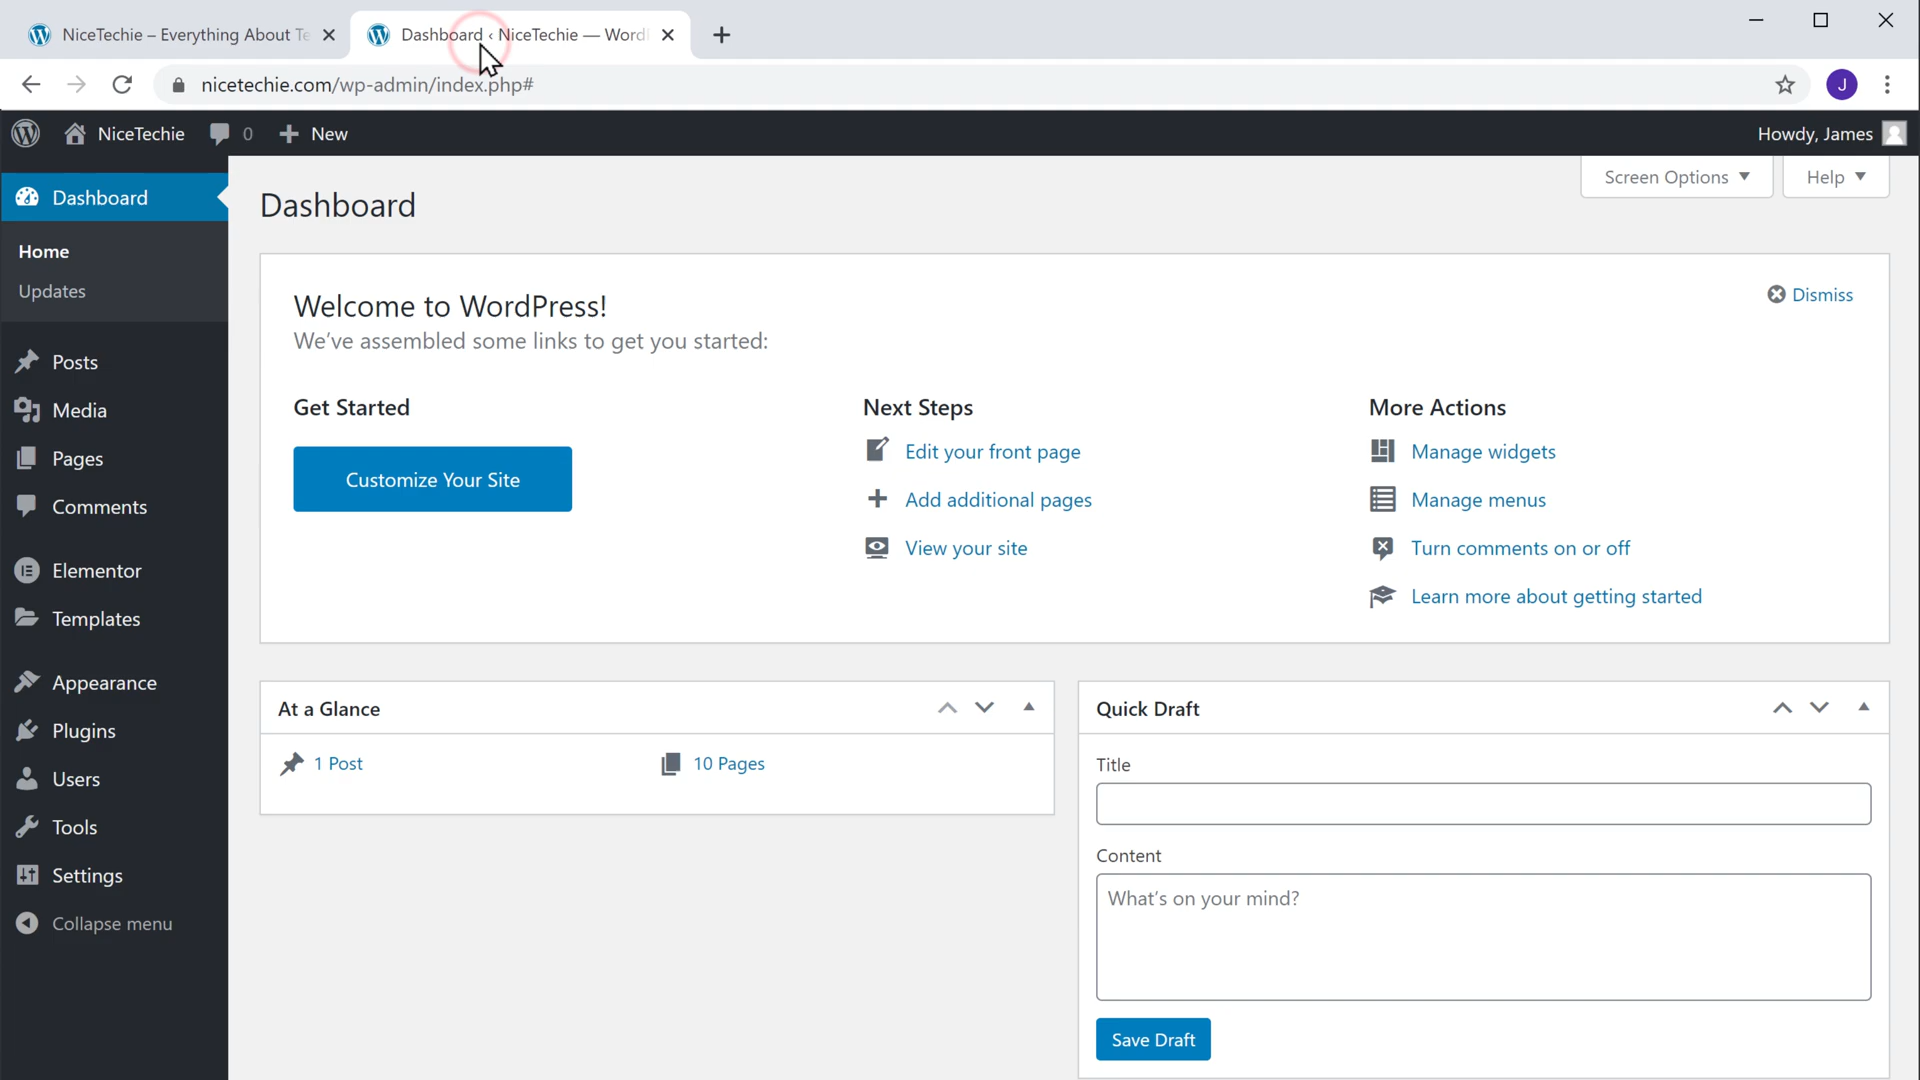 NiceTechie – Everything About Te
Dashboard ‹ NiceTechie — Word
nicetechie.com/wp-admin/index.php#
J
NiceTechie
0
New
Howdy, James
Dashboard
Home
Updates
Posts
Media
Pages
Comments
Elementor
Templates
Appearance
Plugins
Users
Tools
Settings
Collapse menu
Dashboard
Screen Options
Help
Welcome to WordPress!
We've assembled some links to get you started:
Dismiss
Get Started
Customize Your Site
Next Steps
Edit your front page
Add additional pages
View your site
More Actions
Manage widgets
Manage menus
Turn comments on or off
Learn more about getting started
At a Glance
1 Post
10 Pages
Quick Draft
Title
Content
What's on your mind?
Save Draft